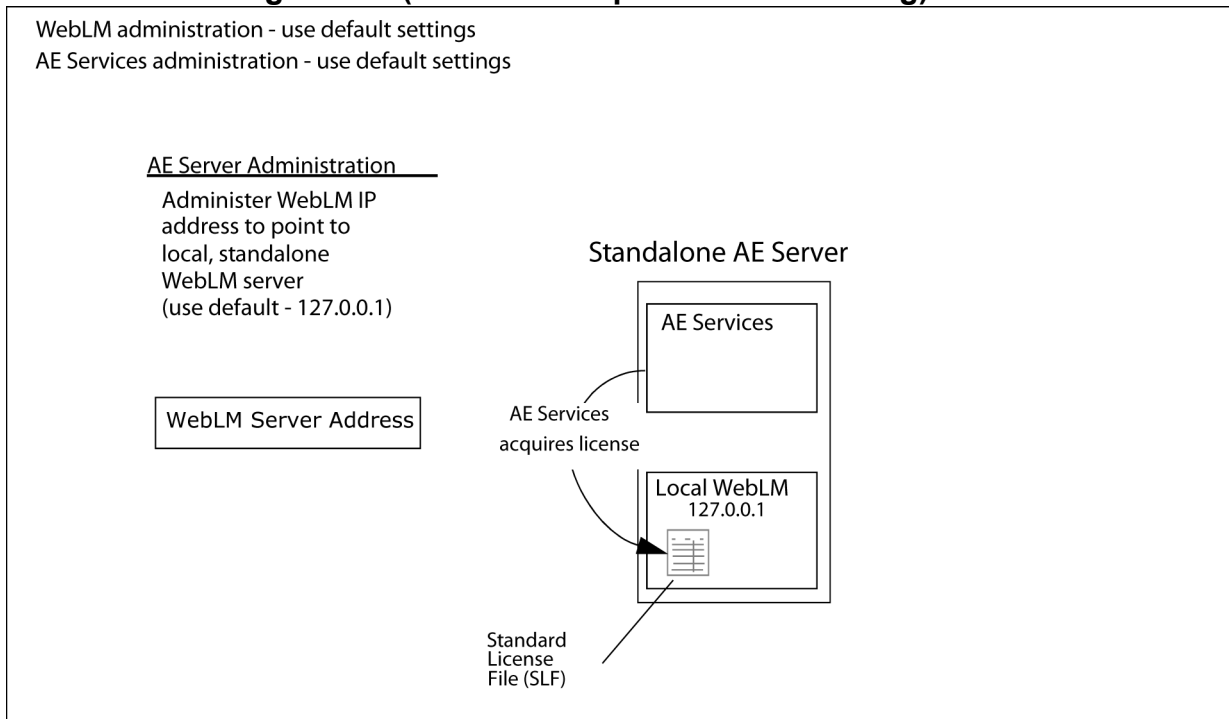 WebLM administration - use default settings
AE Services administration - use default settings
AE Server Administration
Administer WebLM IP
address to point to
local, standalone
WebLM server
(use default - 127.0.0.1)
WebLM Server Address
Standalone AE Server
AE Services
AE Services
acquires license
Local WebLM
127.0.0.1
Standard
License
File (SLF)